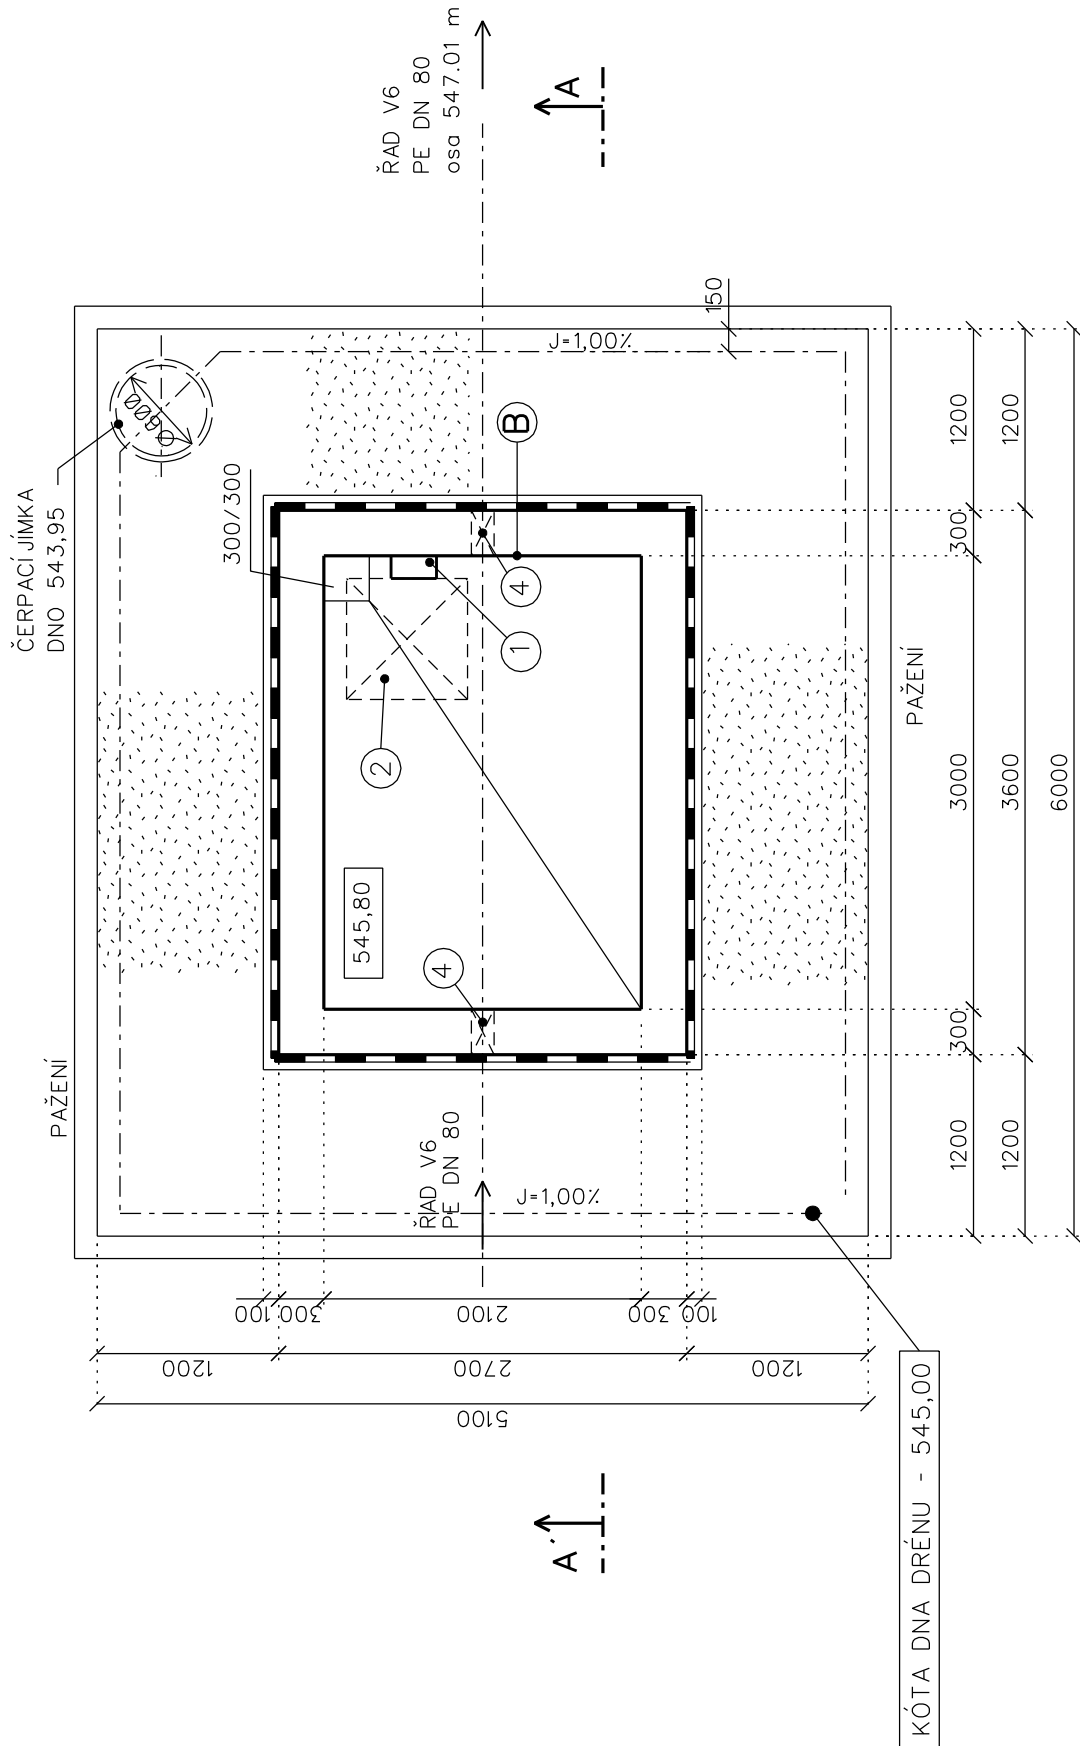 ČERPACÍ JÍMKA
DNO 543,95
Ø 600
300/300
ŘAD V6
PE DN 80
osa 547.01 m
A
J=1,00%
150
B
4
1
2
545,80
4
PAŽENÍ
PAŽENÍ
ŘAD V6
PE DN 80
J=1,00%
1200
300
3000
300
1200
1200
3600
1200
6000
100
300
2100
300
100
1200
2700
1200
5100
A´
KÓTA DNA DRÉNU - 545,00